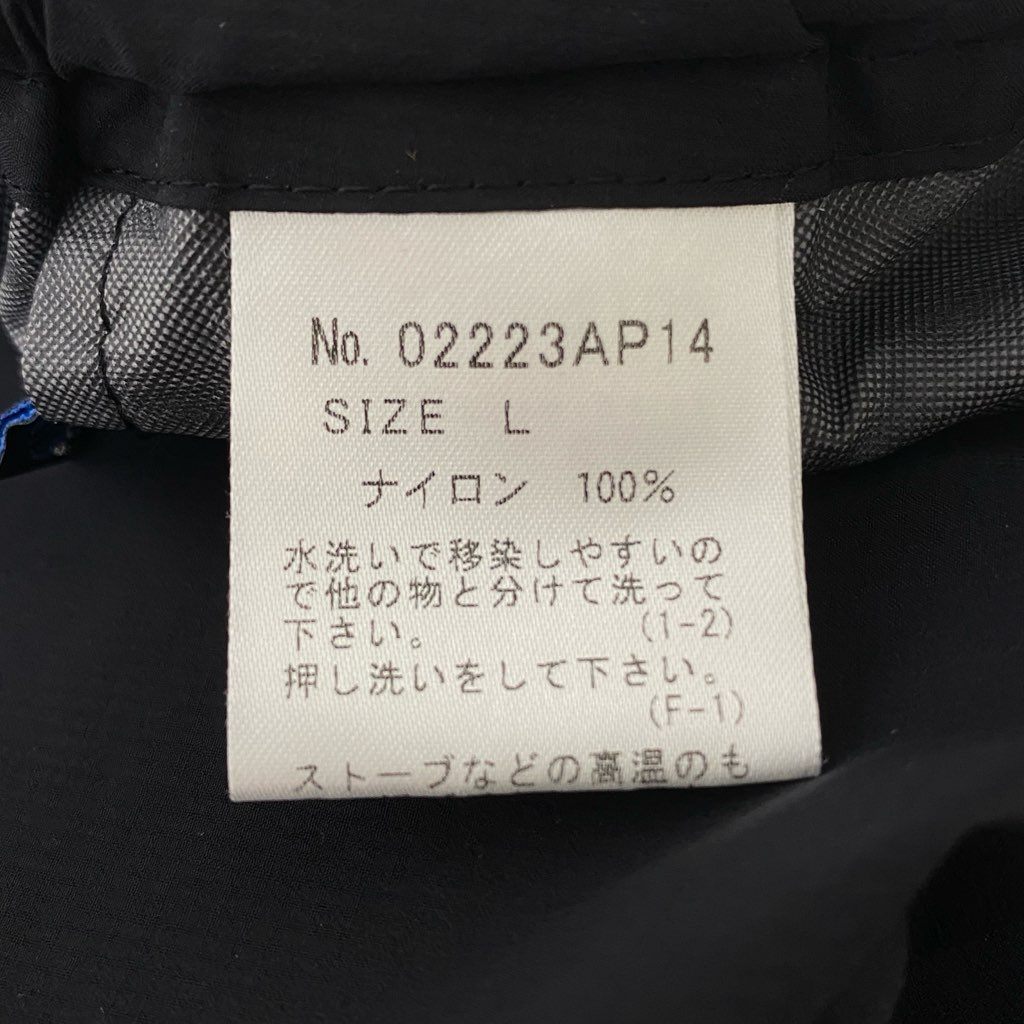 No. 02223AP14
SIZE L
ナイロン 100%
水洗いで移染しやすいの
で他の物と分けて洗って
下さい。 (1-2)
押し洗いをして下さい。
(F-1)
ストーブなどの高温のも